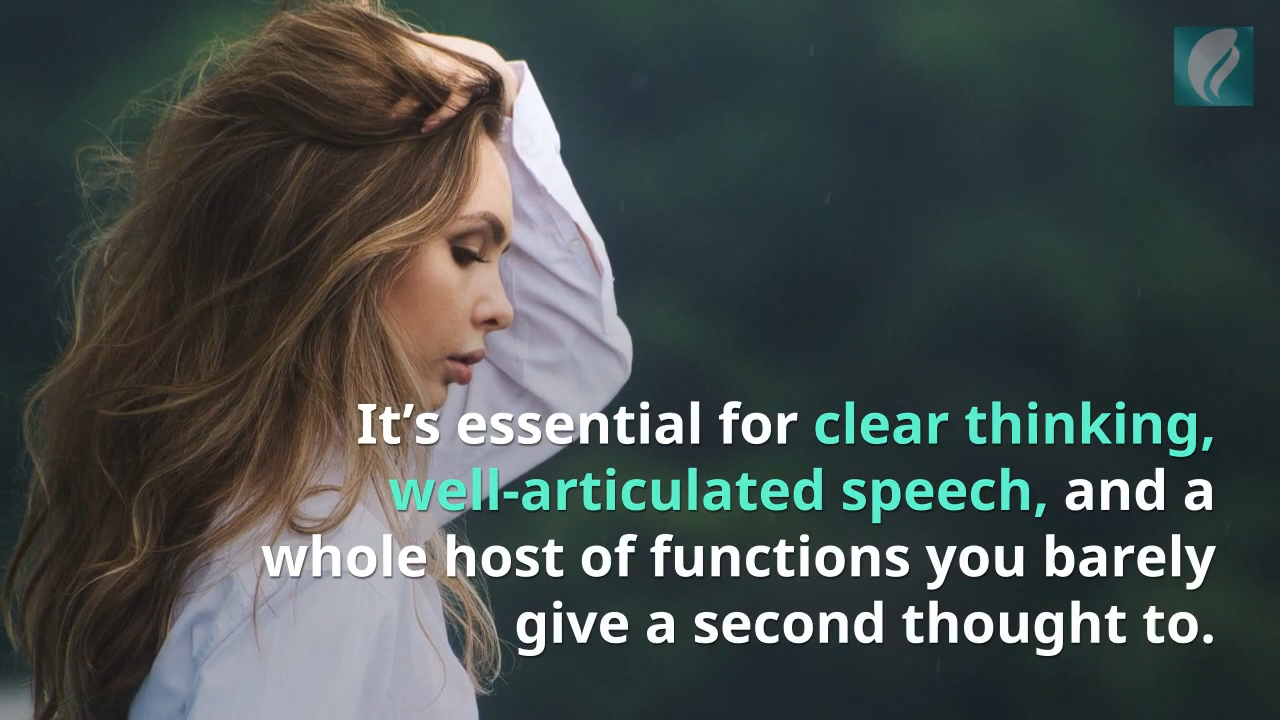 It’s essential for clear thinking,
well-articulated speech, and a
whole host of functions you barely
give a second thought to.